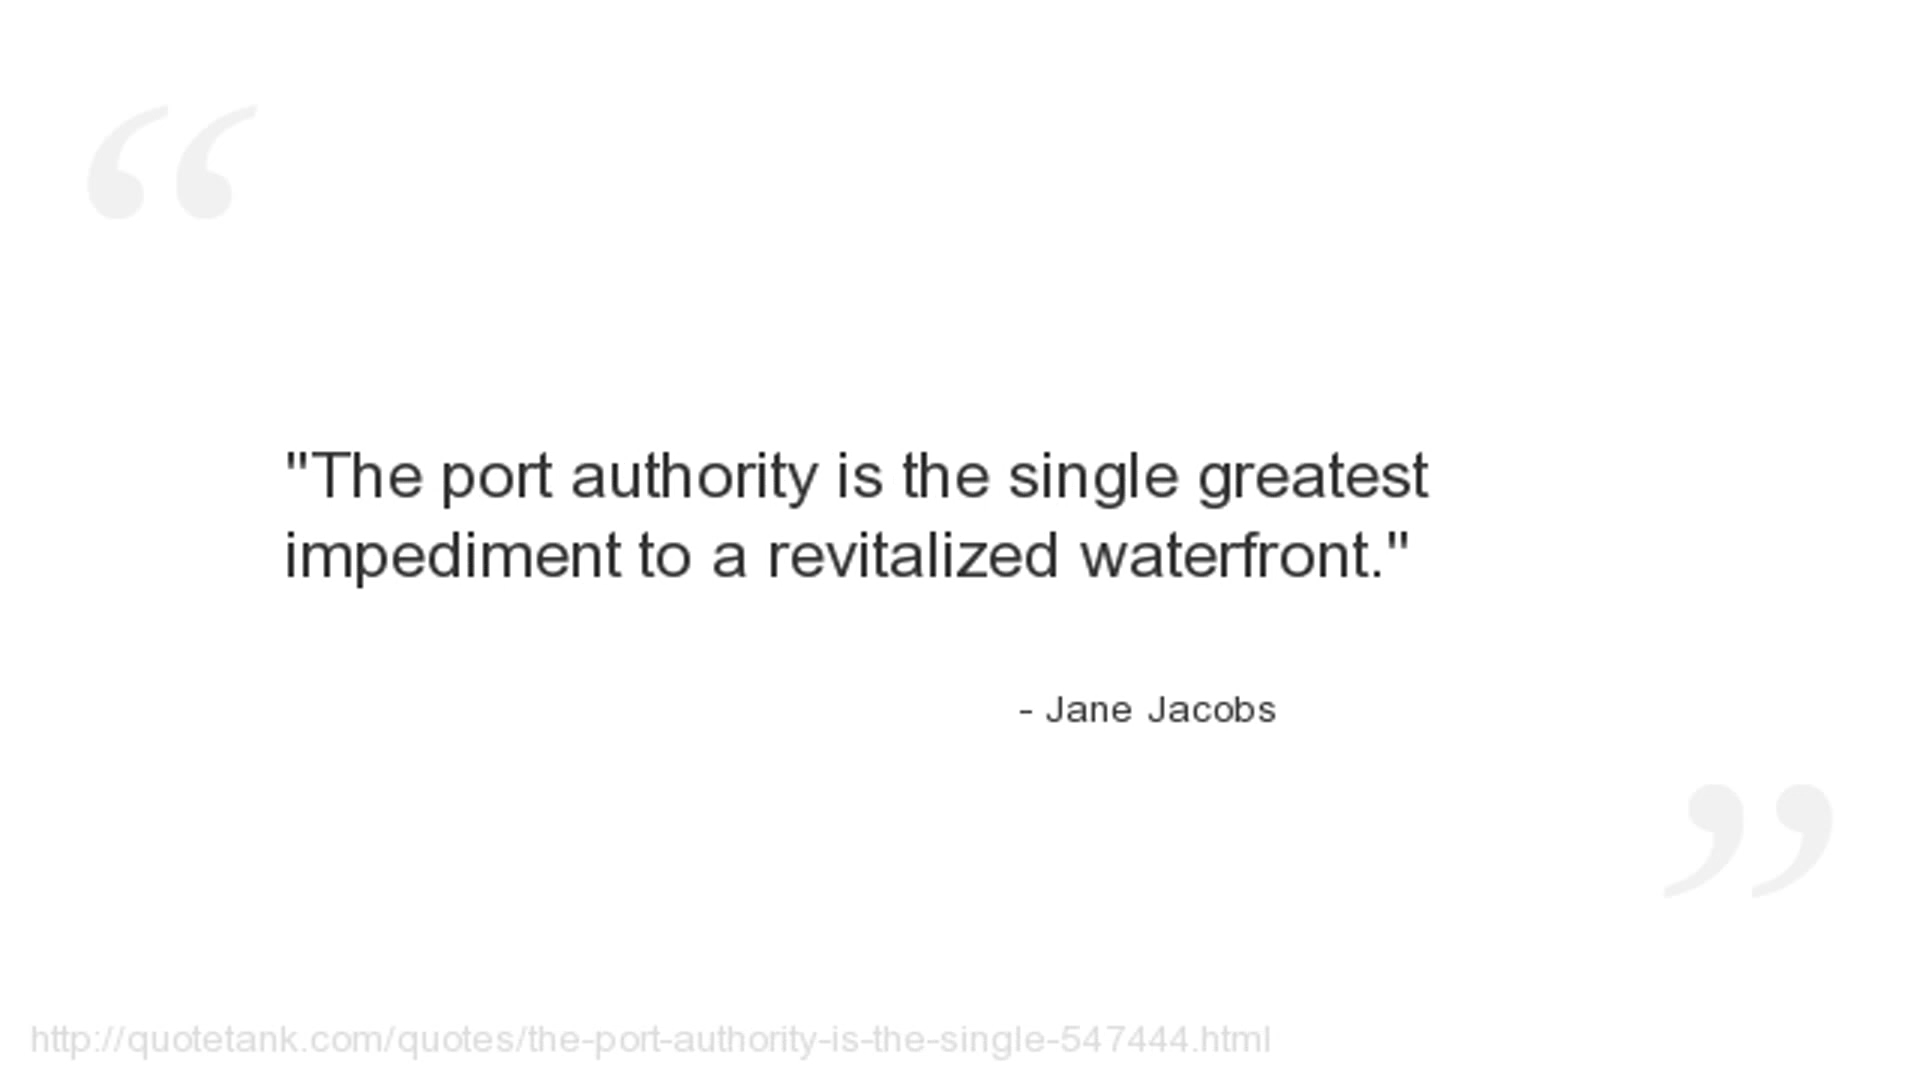 "The port authority is the single greatest
impediment to a revitalized waterfront."
- Jane Jacobs
http://quotetank.com/quotes/the-port-authority-is-the-single-547444.html